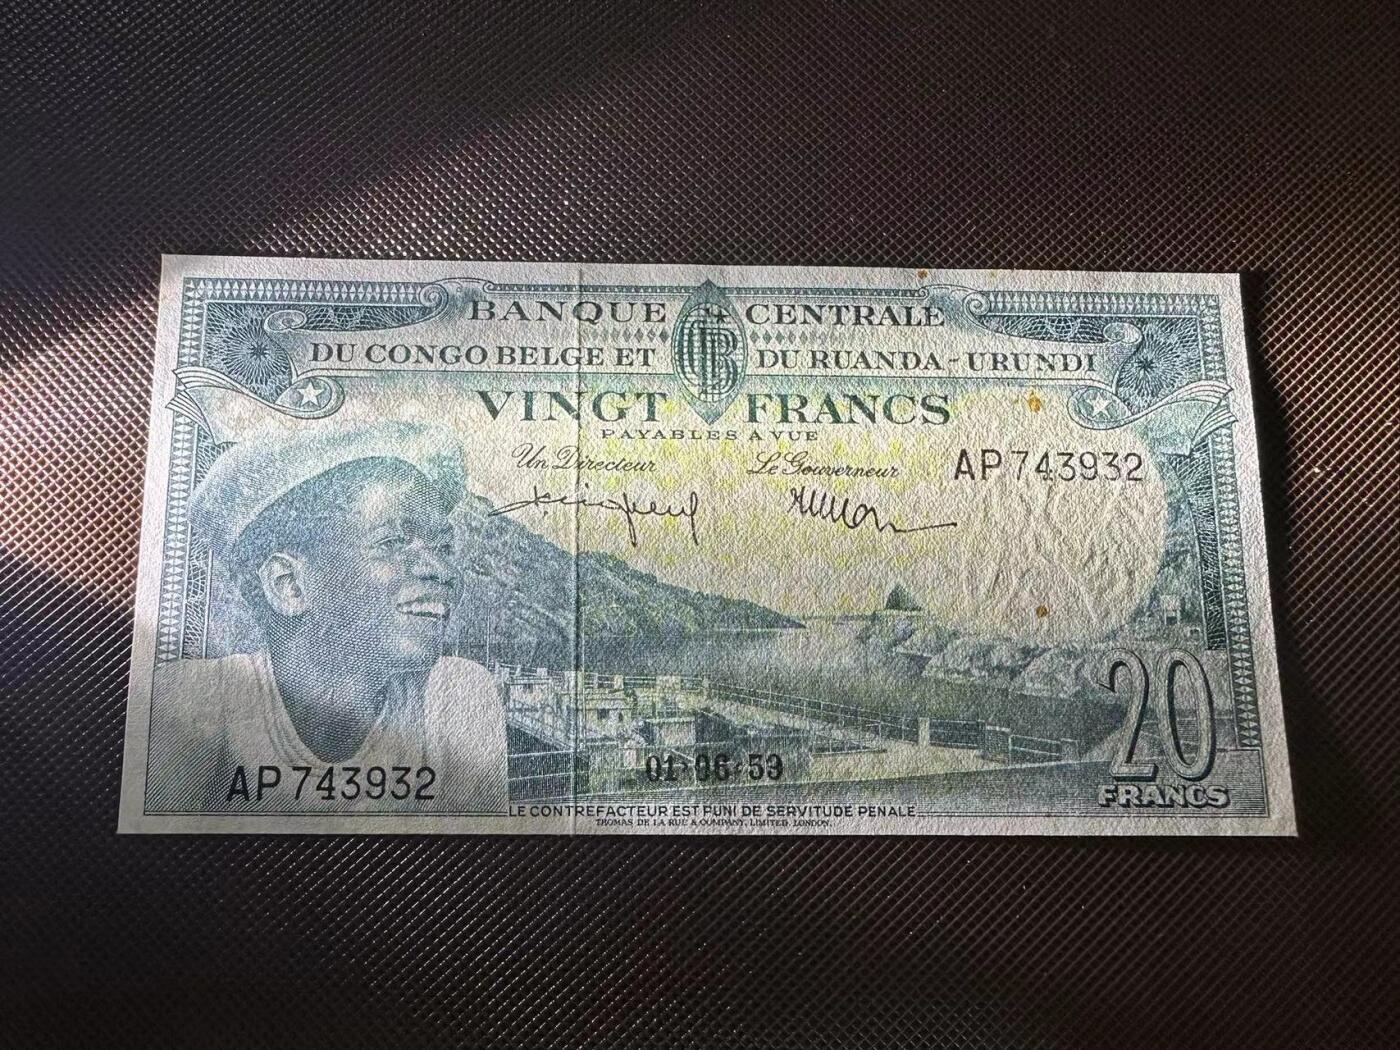 BANQUE CENTRALE
DU CONGO BELGE ET DU RUANDA-URUNDI
VINGT FRANCS
PAYABLES A VUE
Un Directeur Le Gouverneur
AP743932
20
FRANCS
01-06-59
AP743932
LE CONTREFACTEUR EST PUNI DE SERVITUDE PENALE
THOMAS DE LA RUE & COMPANY, LIMITED, LONDON.